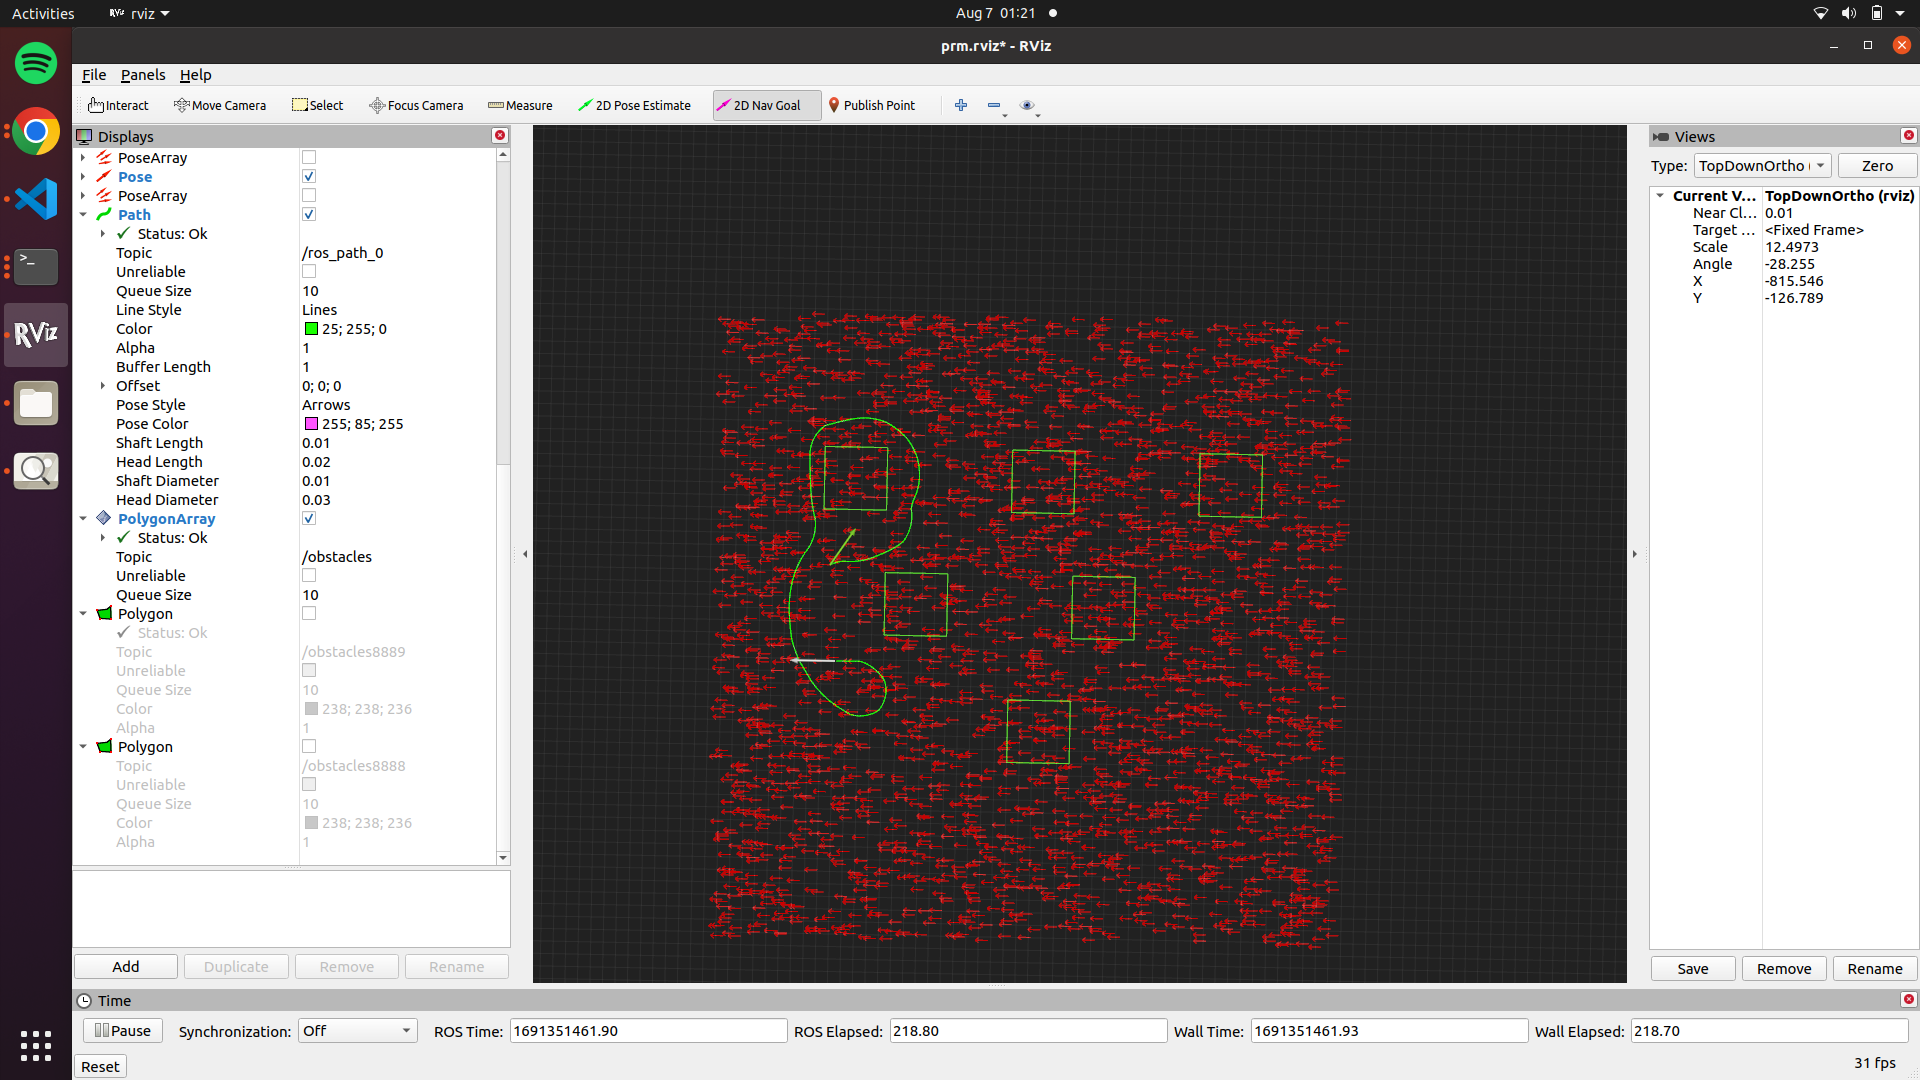 Activities
RViz rviz
Aug 7 01:21
prm.rviz* - RViz
File Panels Help
Interact Move Camera Select Focus Camera Measure 2D Pose Estimate 2D Nav Goal Publish Point
Displays
PoseArray
Pose
PoseArray
Path
Status: Ok
Topic /ros_path_0
Unreliable
Queue Size 10
Line Style Lines
Color 25; 255; 0
Alpha 1
Buffer Length 1
Offset 0; 0; 0
Pose Style Arrows
Pose Color 255; 85; 255
Shaft Length 0.01
Head Length 0.02
Shaft Diameter 0.01
Head Diameter 0.03
PolygonArray
Status: Ok
Topic /obstacles
Unreliable
Queue Size 10
Polygon
Status: Ok
Topic /obstacles8889
Unreliable
Queue Size 10
Color 238; 238; 236
Alpha 1
Polygon
Topic /obstacles8888
Unreliable
Queue Size 10
Color 238; 238; 236
Alpha 1
Add Duplicate Remove Rename
Views
Type: TopDownOrtho ( Zero
Current V... TopDownOrtho (rviz)
Near Cl... 0.01
Target ... <Fixed Frame>
Scale 12.4973
Angle -28.255
X -815.546
Y -126.789
Save Remove Rename
Time
Pause Synchronization: Off ROS Time: 1691351461.90 ROS Elapsed: 218.80 Wall Time: 1691351461.93 Wall Elapsed: 218.70
Reset
31 fps
>_
RViz